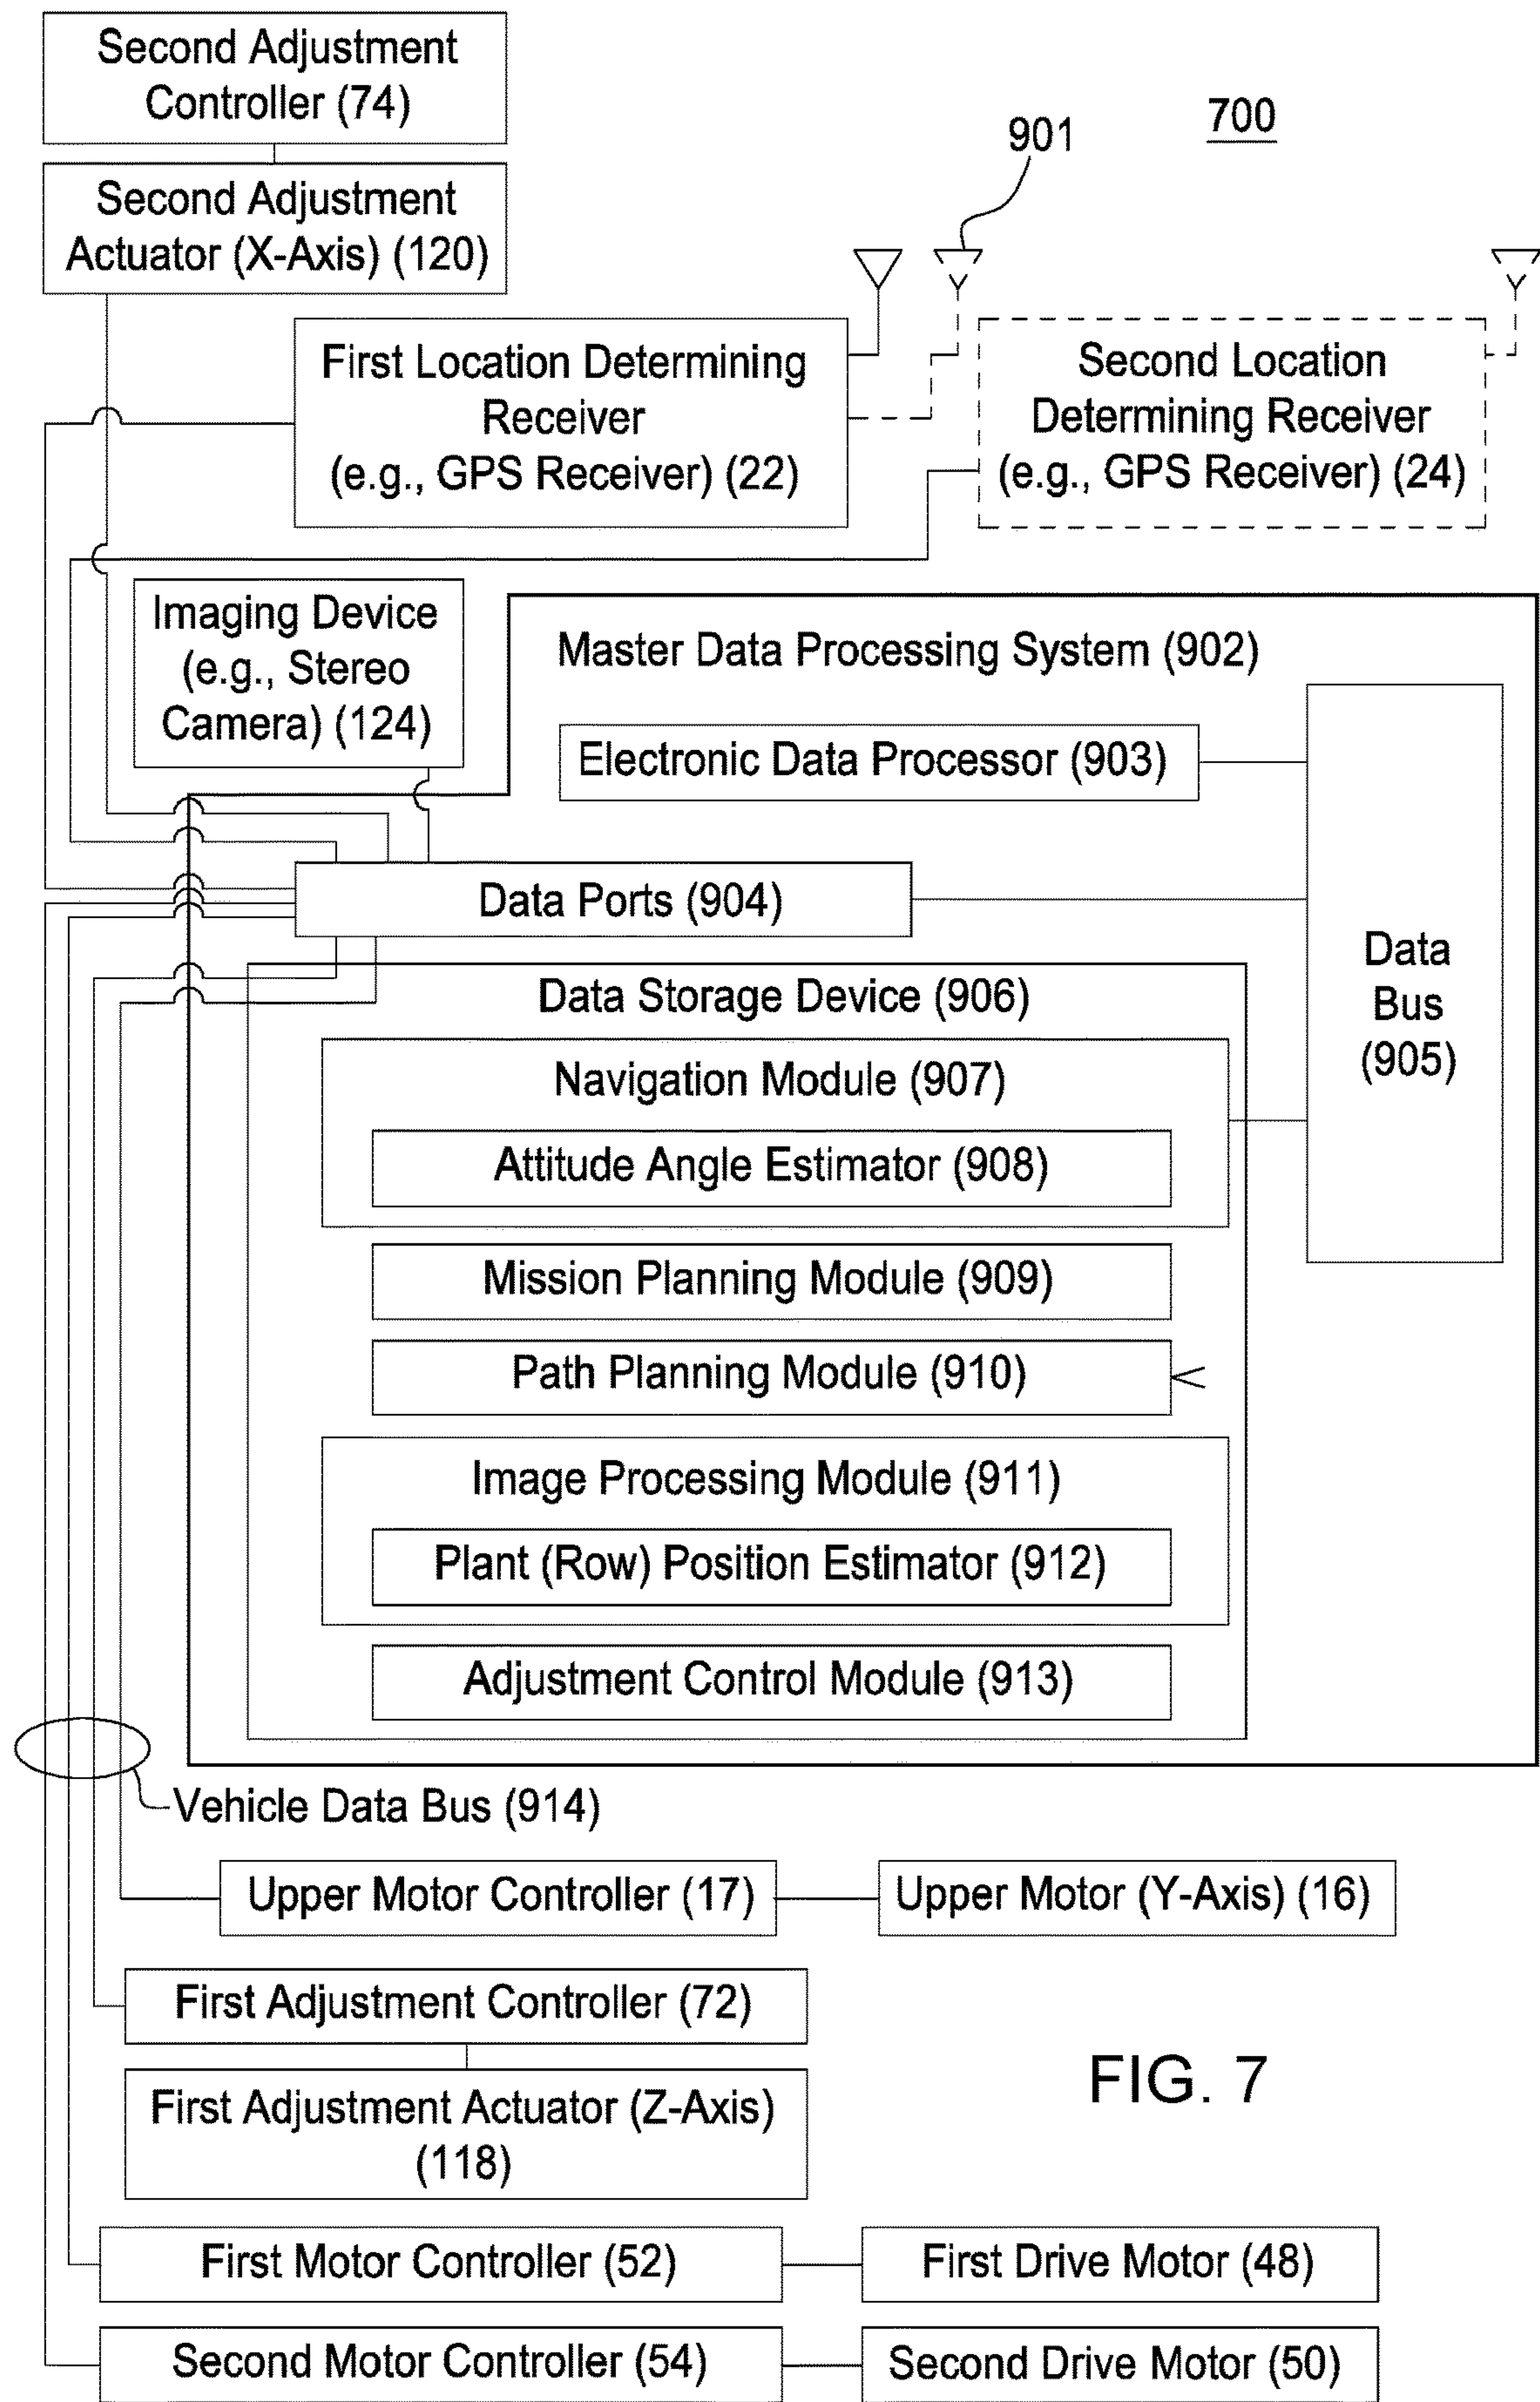 Second Adjustment
Controller (74)
Second Adjustment
Actuator (X-Axis) (120)
901
700
First Location Determining
Receiver
(e.g., GPS Receiver) (22)
Second Location
Determining Receiver
(e.g., GPS Receiver) (24)
Imaging Device
(e.g., Stereo
Camera) (124)
Master Data Processing System (902)
Electronic Data Processor (903)
Data Ports (904)
Data
Bus
(905)
Data Storage Device (906)
Navigation Module (907)
Attitude Angle Estimator (908)
Mission Planning Module (909)
Path Planning Module (910)
Image Processing Module (911)
Plant (Row) Position Estimator (912)
Adjustment Control Module (913)
Vehicle Data Bus (914)
Upper Motor Controller (17)
Upper Motor (Y-Axis) (16)
First Adjustment Controller (72)
First Adjustment Actuator (Z-Axis)
(118)
FIG. 7
First Motor Controller (52)
First Drive Motor (48)
Second Motor Controller (54)
Second Drive Motor (50)